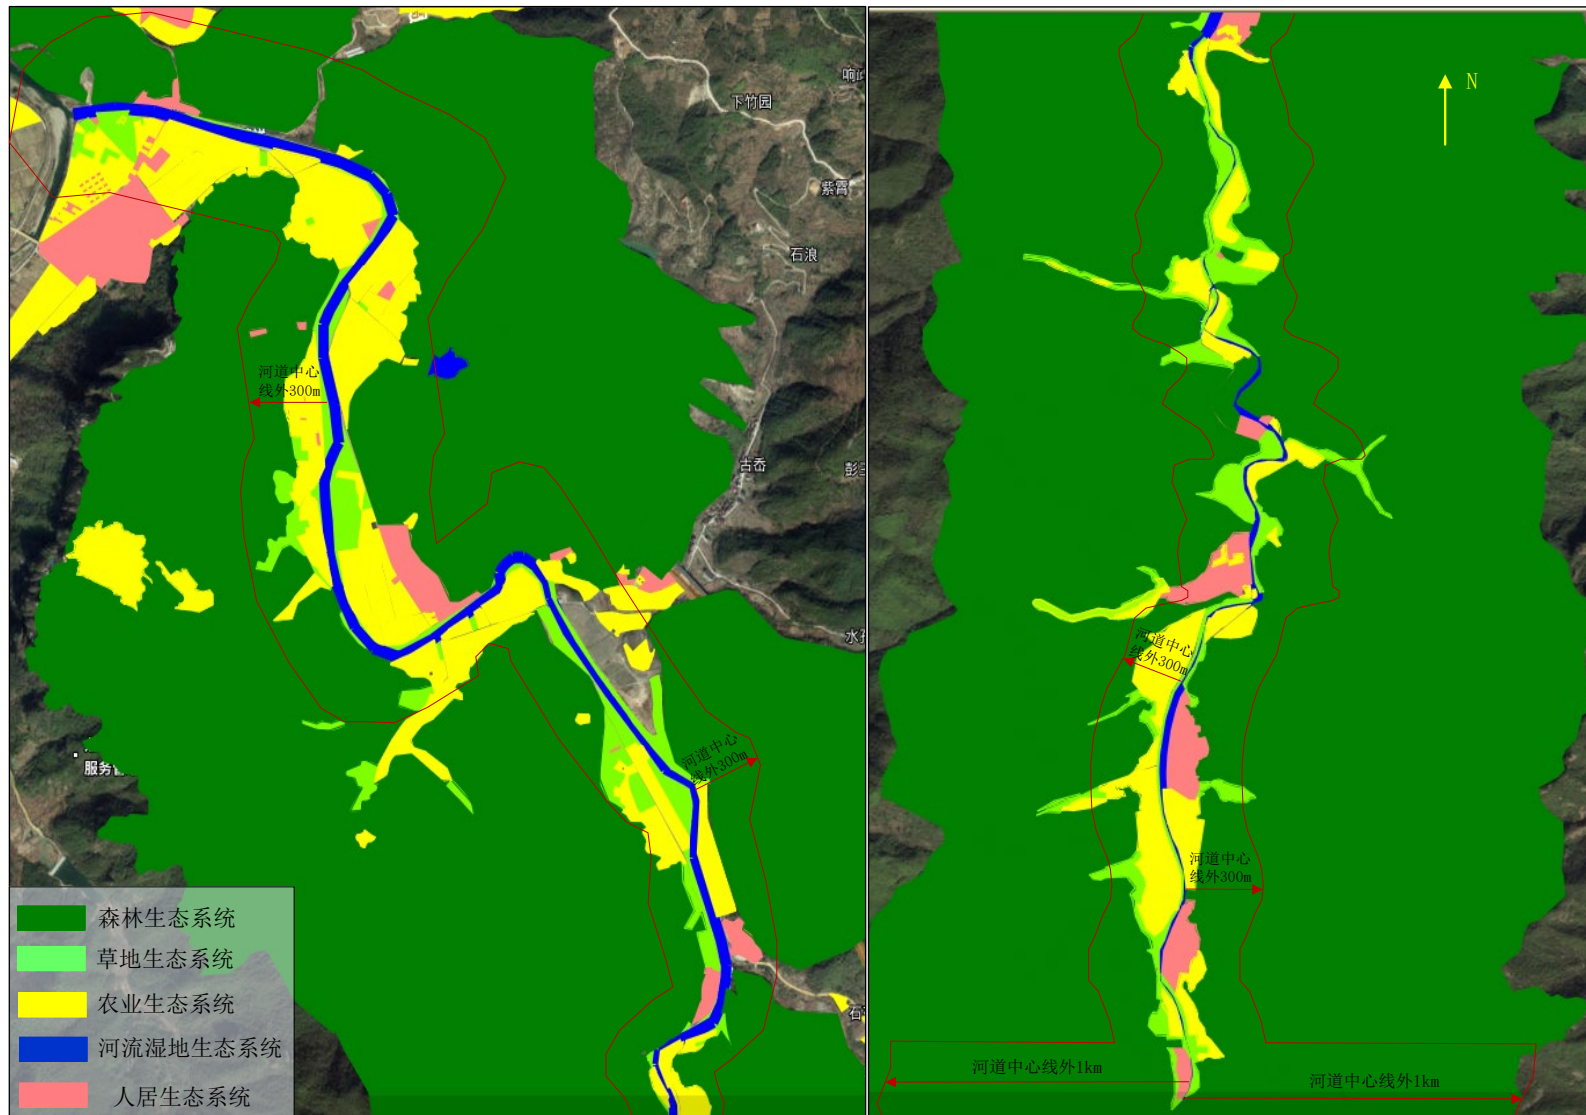 下竹园
紫霄
石浪
河道中心
线外300m
古岙
河道中心
线外300m
服务
森林生态系统
草地生态系统
农业生态系统
河流湿地生态系统
人居生态系统
N
河道中心
线外300m
河道中心
线外300m
河道中心线外1km
河道中心线外1km